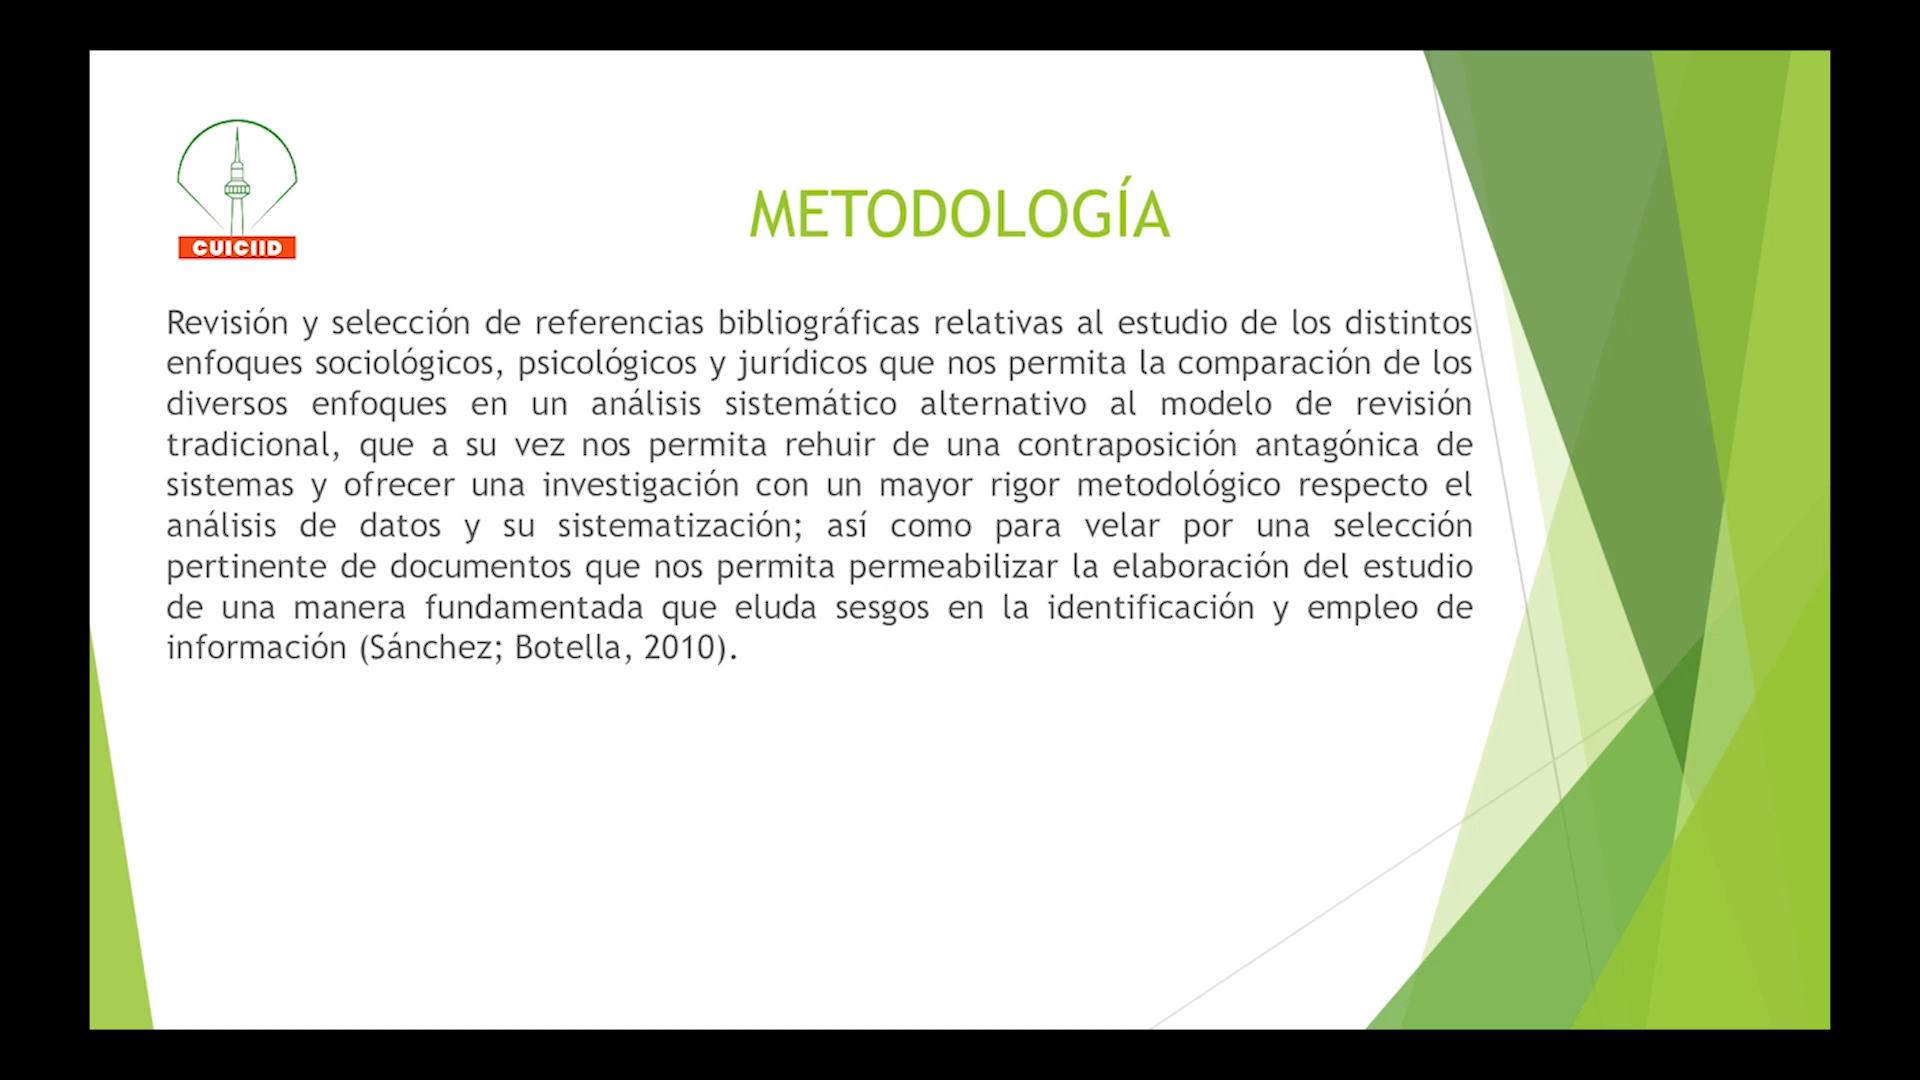 CUICIID
METODOLOGÍA
Revisión y selección de referencias bibliográficas relativas al estudio de los distintos
enfoques sociológicos, psicológicos y jurídicos que nos permita la comparación de los
diversos enfoques en un análisis sistemático alternativo al modelo de revisión
tradicional, que a su vez nos permita rehuir de una contraposición antagónica de
sistemas y ofrecer una investigación con un mayor rigor metodológico respecto el
análisis de datos y su sistematización; así como para velar por una selección
pertinente de documentos que nos permita permeabilizar la elaboración del estudio
de una manera fundamentada que eluda sesgos en la identificación y empleo de
información (Sánchez; Botella, 2010).